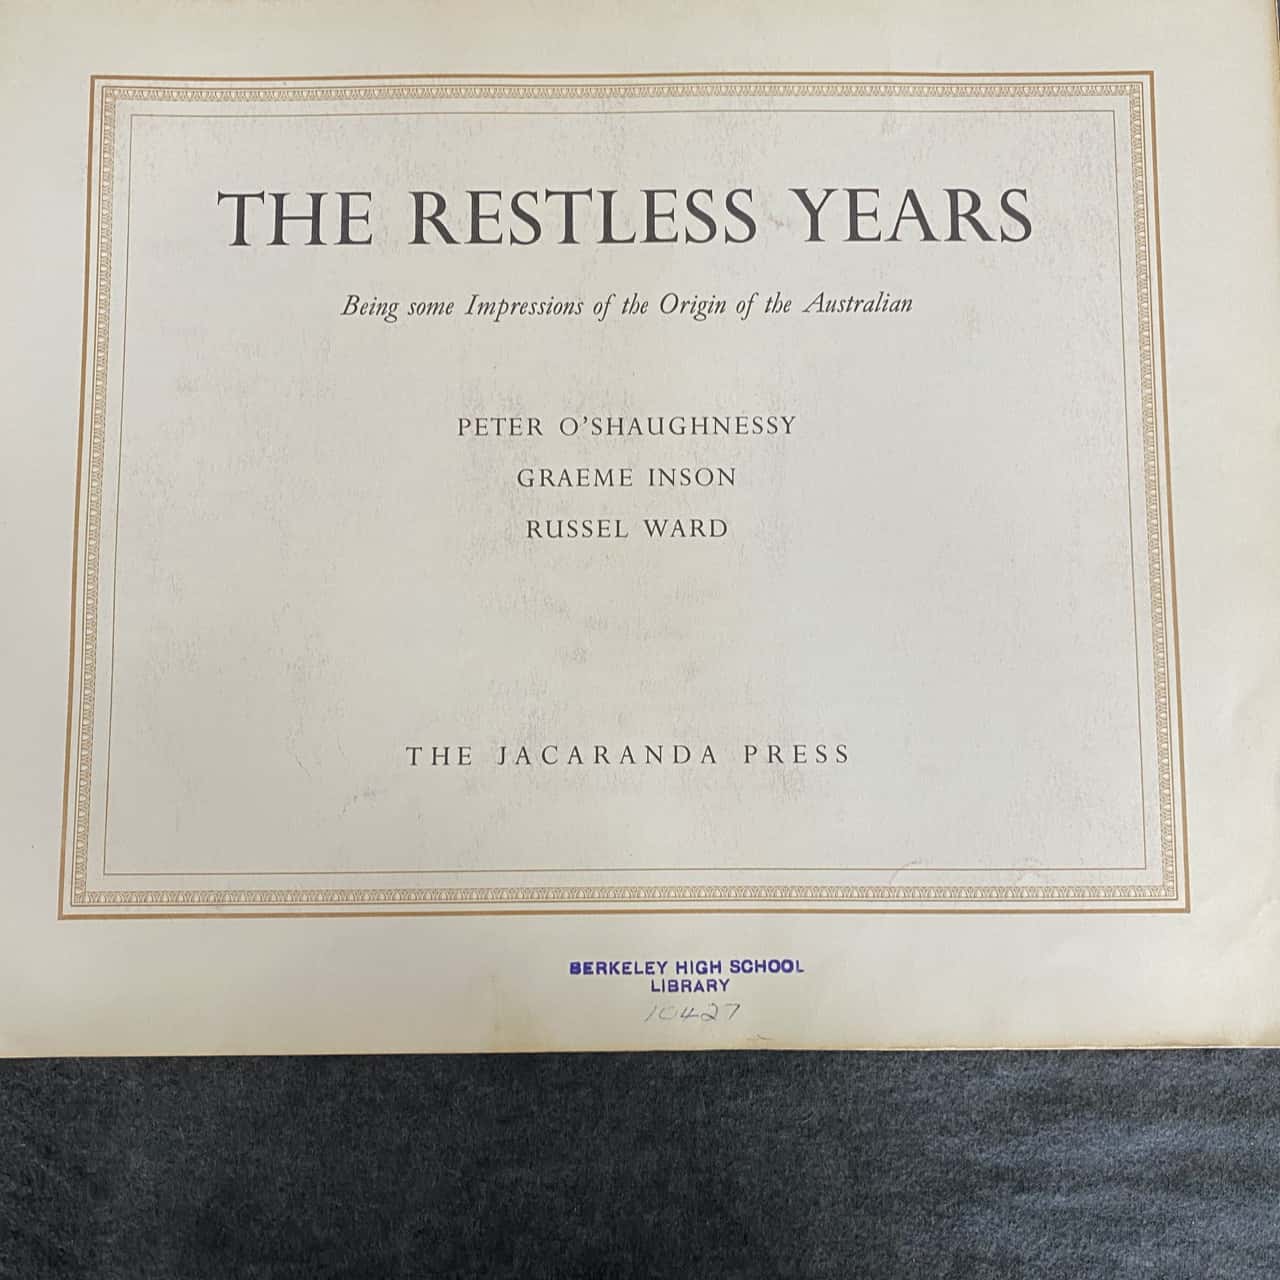 THE RESTLESS YEARS
Being some Impressions of the Origin of the Australian
PETER O'SHAUGHNESSY
GRAEME INSON
RUSSEL WARD
THE JACARANDA PRESS
BERKELEY HIGH SCHOOL
LIBRARY
10427